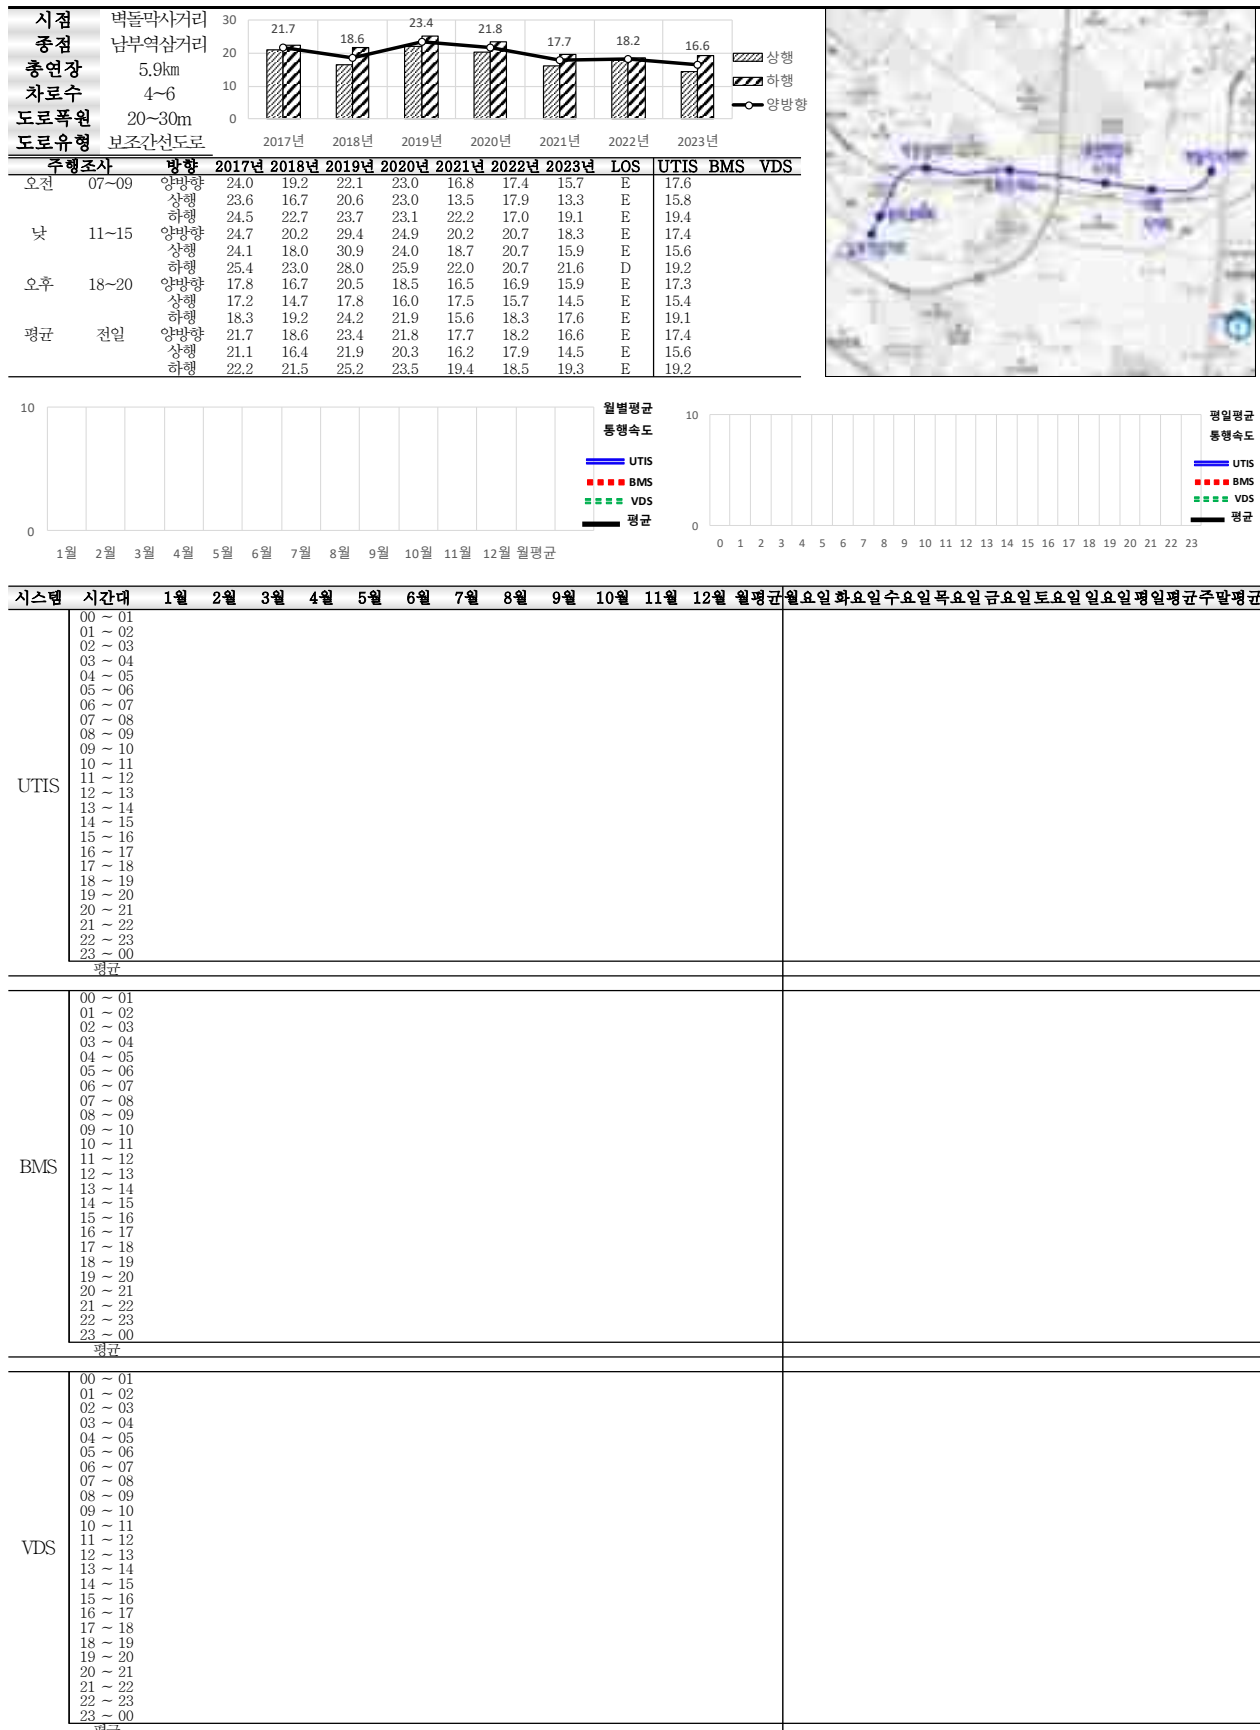 시점 벽돌막사거리
종점 남부역삼거리
총연장 5.9km
차로수 4~6
도로폭원 20~30m
도로유형 보조간선도로
30
20
10
0
21.7 18.6 23.4 21.8 17.7 18.2 16.6
2017년 2018년 2019년 2020년 2021년 2022년 2023년
상행
하행
양방향
주행조사 방향 2017년 2018년 2019년 2020년 2021년 2022년 2023년 LOS UTIS BMS VDS
오전 07~09 양방향 24.0 19.2 22.1 23.0 16.8 17.4 15.7 E 17.6
상행 23.6 16.7 20.6 23.0 13.5 17.9 13.3 E 15.8
하행 24.5 22.7 23.7 23.1 22.2 17.0 19.1 E 19.4
낮 11~15 양방향 24.7 20.2 29.4 24.9 20.2 20.7 18.3 E 17.4
상행 24.1 18.0 30.9 24.0 18.7 20.7 15.9 E 15.6
하행 25.4 23.0 28.0 25.9 22.0 20.7 21.6 D 19.2
오후 18~20 양방향 17.8 16.7 20.5 18.5 16.5 16.9 15.9 E 17.3
상행 17.2 14.7 17.8 16.0 17.5 15.7 14.5 E 15.4
하행 18.3 19.2 24.2 21.9 15.6 18.3 17.6 E 19.1
평균 전일 양방향 21.7 18.6 23.4 21.8 17.7 18.2 16.6 E 17.4
상행 21.1 16.4 21.9 20.3 16.2 17.9 14.5 E 15.6
하행 22.2 21.5 25.2 23.5 19.4 18.5 19.3 E 19.2
10
0
1월 2월 3월 4월 5월 6월 7월 8월 9월 10월 11월 12월 월평균
월별평균
통행속도
UTIS
BMS
VDS
평균
10
0
0 1 2 3 4 5 6 7 8 9 10 11 12 13 14 15 16 17 18 19 20 21 22 23
평일평균
통행속도
UTIS
BMS
VDS
평균
시스템 시간대 1월 2월 3월 4월 5월 6월 7월 8월 9월 10월 11월 12월 월평균 월요일 화요일 수요일 목요일 금요일 토요일 일요일 평일평균 주말평균
UTIS
00 ~ 01
01 ~ 02
02 ~ 03
03 ~ 04
04 ~ 05
05 ~ 06
06 ~ 07
07 ~ 08
08 ~ 09
09 ~ 10
10 ~ 11
11 ~ 12
12 ~ 13
13 ~ 14
14 ~ 15
15 ~ 16
16 ~ 17
17 ~ 18
18 ~ 19
19 ~ 20
20 ~ 21
21 ~ 22
22 ~ 23
23 ~ 00
평균
BMS
00 ~ 01
01 ~ 02
02 ~ 03
03 ~ 04
04 ~ 05
05 ~ 06
06 ~ 07
07 ~ 08
08 ~ 09
09 ~ 10
10 ~ 11
11 ~ 12
12 ~ 13
13 ~ 14
14 ~ 15
15 ~ 16
16 ~ 17
17 ~ 18
18 ~ 19
19 ~ 20
20 ~ 21
21 ~ 22
22 ~ 23
23 ~ 00
평균
VDS
00 ~ 01
01 ~ 02
02 ~ 03
03 ~ 04
04 ~ 05
05 ~ 06
06 ~ 07
07 ~ 08
08 ~ 09
09 ~ 10
10 ~ 11
11 ~ 12
12 ~ 13
13 ~ 14
14 ~ 15
15 ~ 16
16 ~ 17
17 ~ 18
18 ~ 19
19 ~ 20
20 ~ 21
21 ~ 22
22 ~ 23
23 ~ 00
평균